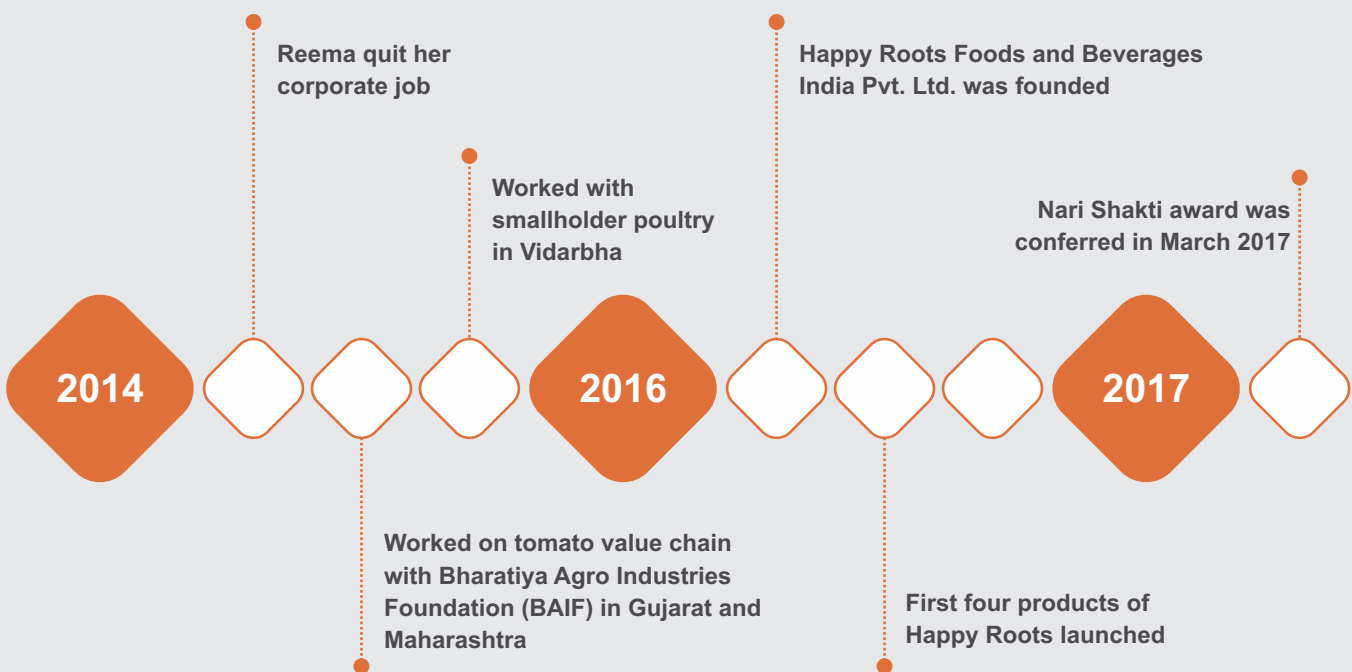 Reema quit her
corporate job
Happy Roots Foods and Beverages
India Pvt. Ltd. was founded
Worked with
smallholder poultry
in Vidarbha
Nari Shakti award was
conferred in March 2017
2014
2016
2017
Worked on tomato value chain
with Bharatiya Agro Industries
Foundation (BAIF) in Gujarat and
Maharashtra
First four products of
Happy Roots launched